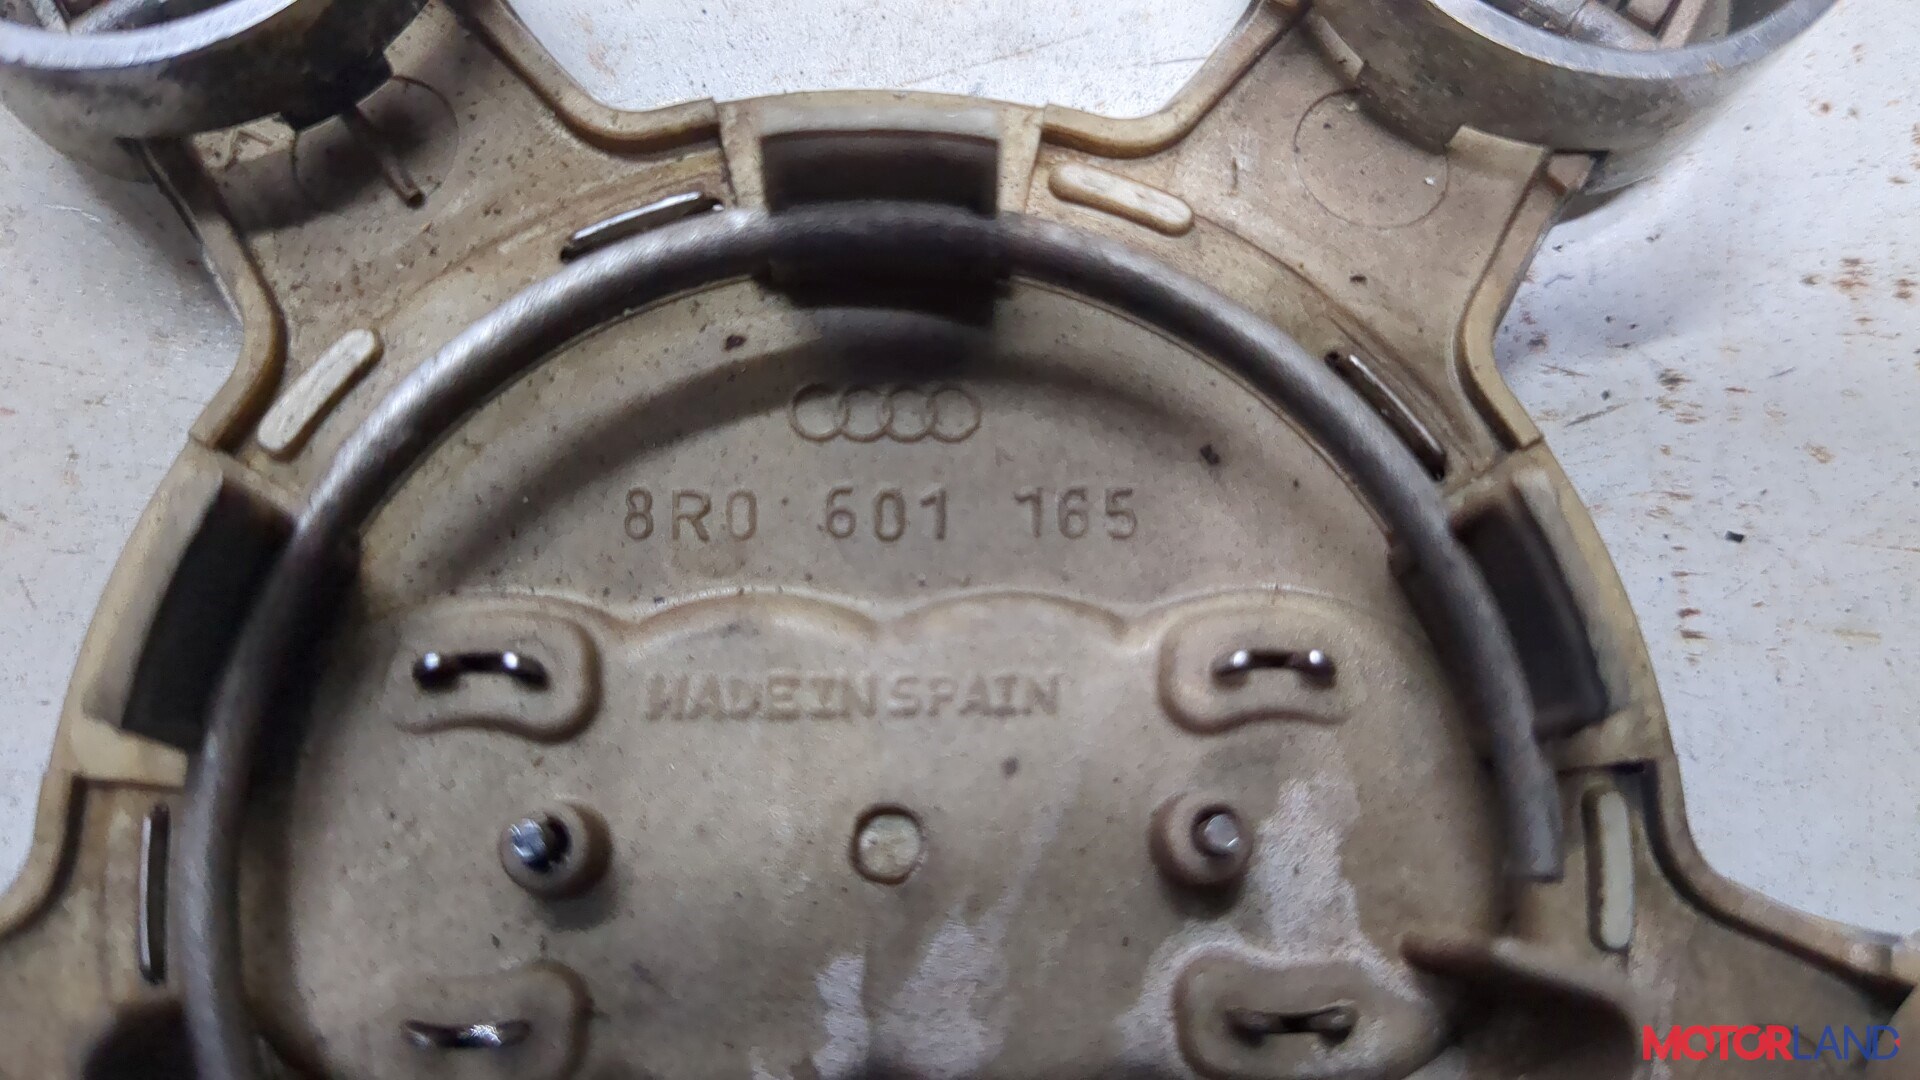 8R0 601 165
MADE IN SPAIN
MOTORLAND